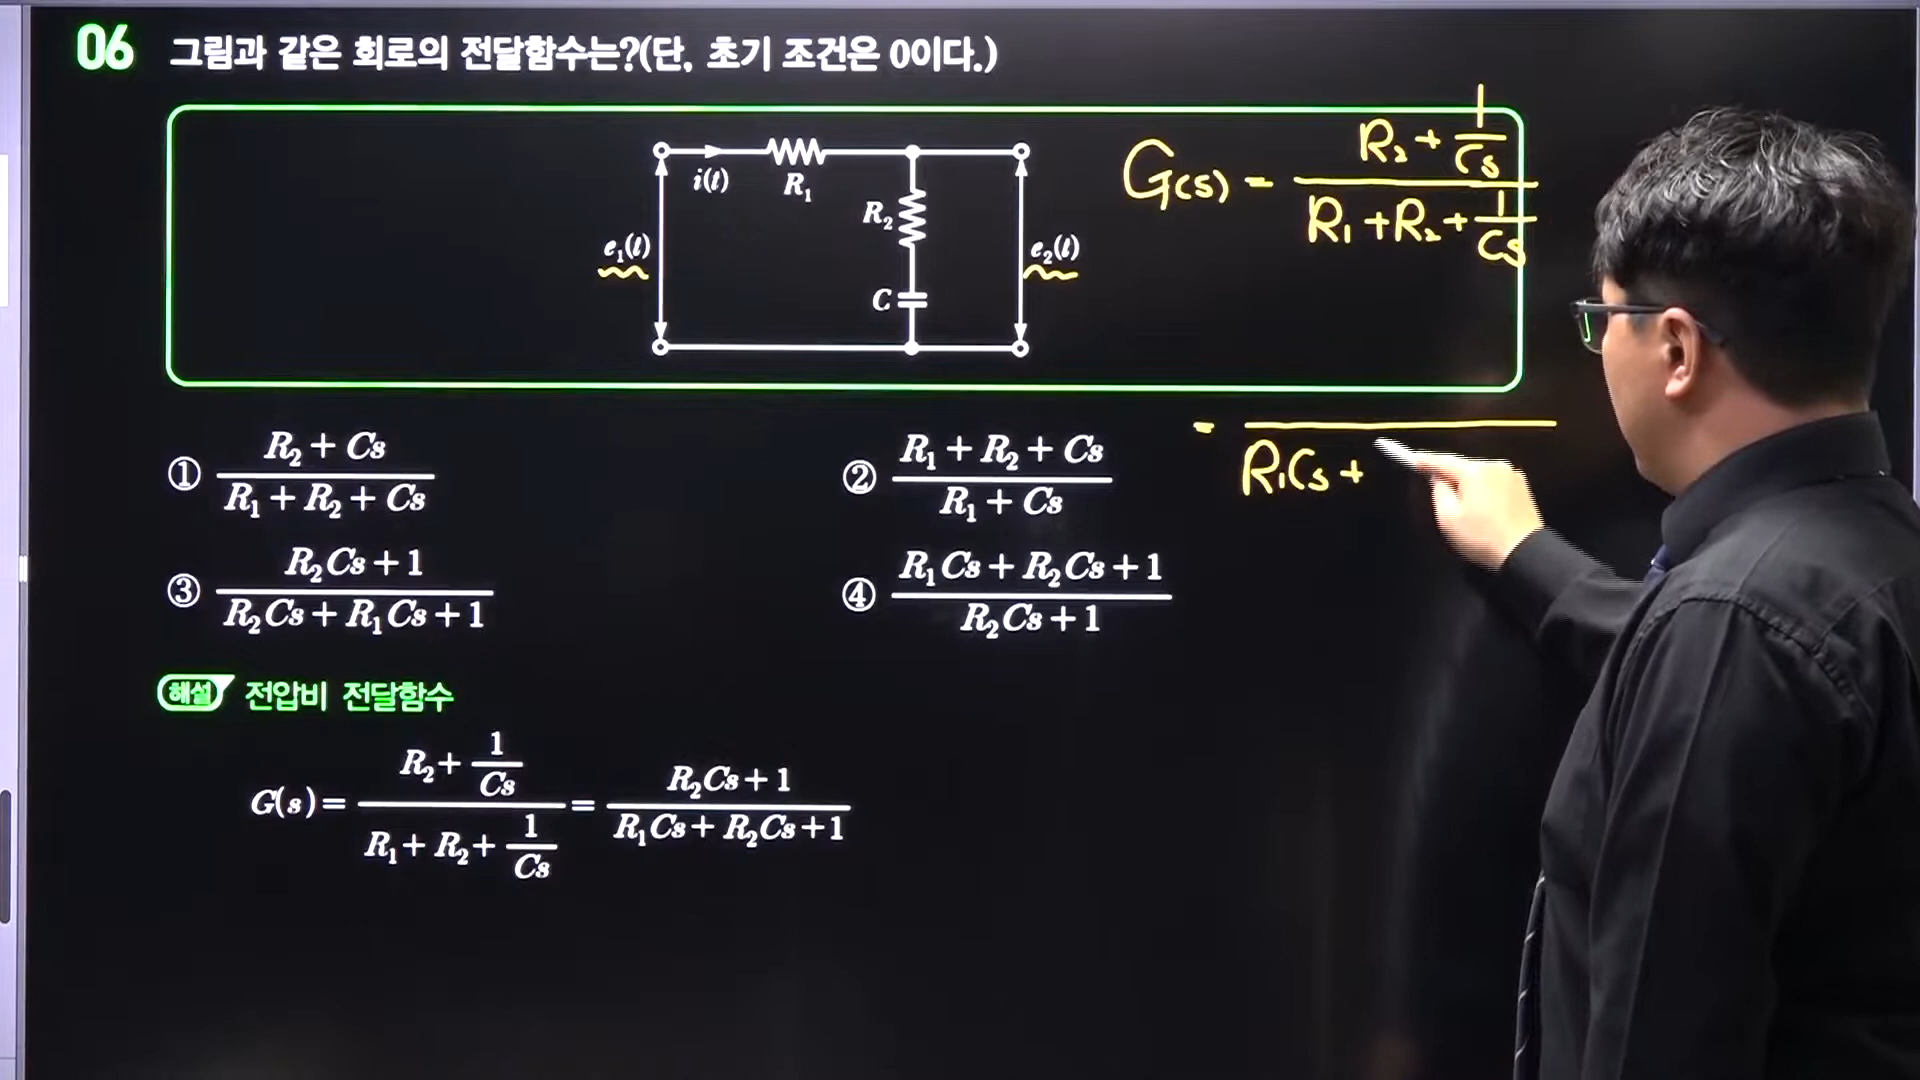 06 그림과 같은 회로의 전달함수는?(단, 초기 조건은 0이다.)
i(t)
R₁
R₂
e₁(t)
e₂(t)
C
G(s) = (R₂ + 1/Cs) / (R₁ + R₂ + 1/Cs)
= R₁Cs +
① (R₂ + Cs) / (R₁ + R₂ + Cs)
② (R₁ + R₂ + Cs) / (R₁ + Cs)
③ (R₂Cs + 1) / (R₂Cs + R₁Cs + 1)
④ (R₁Cs + R₂Cs + 1) / (R₂Cs + 1)
해설 전압비 전달함수
G(s) = (R₂ + 1/Cs) / (R₁ + R₂ + 1/Cs) = (R₂Cs + 1) / (R₁Cs + R₂Cs + 1)